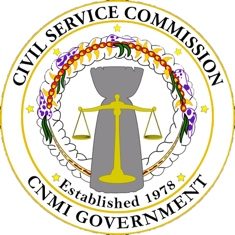 CIVIL SERVICE COMMISSION
Established 1978
CNMI GOVERNMENT